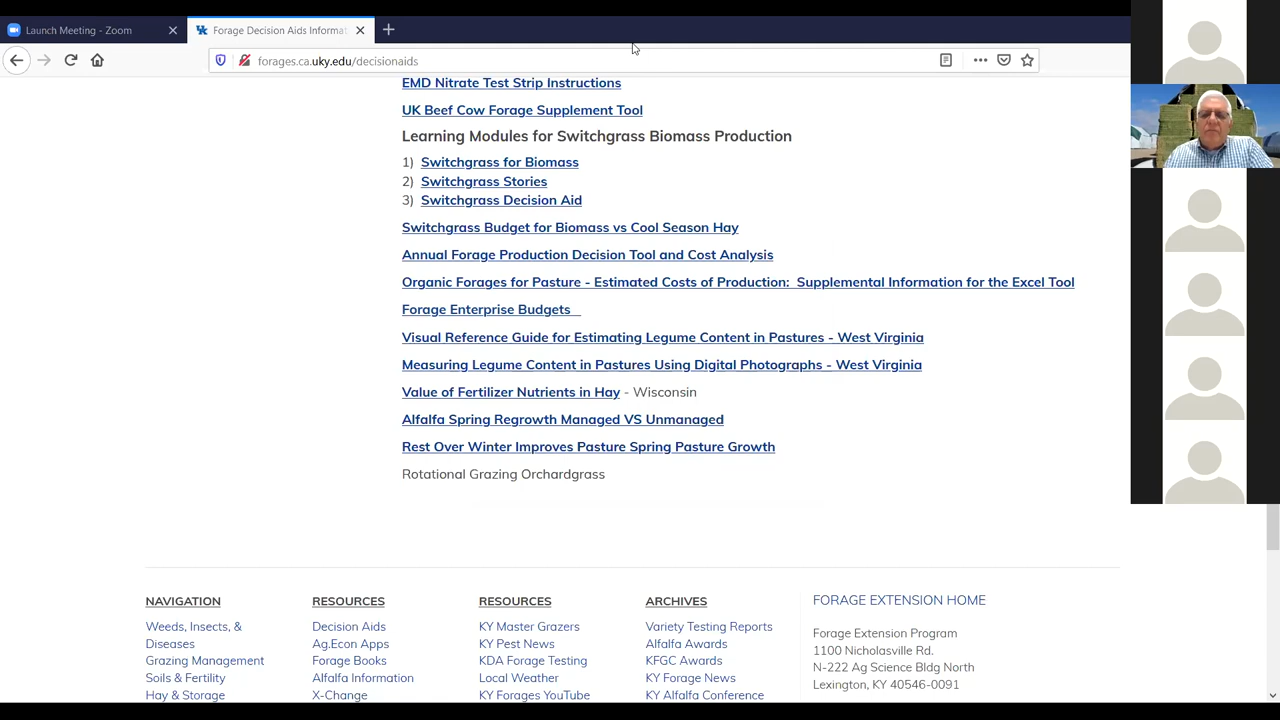 Launch Meeting - Zoom
Forage Decision Aids Informat
forages.ca.uky.edu/decisionaids
EMD Nitrate Test Strip Instructions
UK Beef Cow Forage Supplement Tool
Learning Modules for Switchgrass Biomass Production
1) Switchgrass for Biomass
2) Switchgrass Stories
3) Switchgrass Decision Aid
Switchgrass Budget for Biomass vs Cool Season Hay
Annual Forage Production Decision Tool and Cost Analysis
Organic Forages for Pasture - Estimated Costs of Production: Supplemental Information for the Excel Tool
Forage Enterprise Budgets
Visual Reference Guide for Estimating Legume Content in Pastures - West Virginia
Measuring Legume Content in Pastures Using Digital Photographs - West Virginia
Value of Fertilizer Nutrients in Hay - Wisconsin
Alfalfa Spring Regrowth Managed VS Unmanaged
Rest Over Winter Improves Pasture Spring Pasture Growth
Rotational Grazing Orchardgrass
NAVIGATION
Weeds, Insects, &
Diseases
Grazing Management
Soils & Fertility
Hay & Storage
RESOURCES
Decision Aids
Ag.Econ Apps
Forage Books
Alfalfa Information
X-Change
RESOURCES
KY Master Grazers
KY Pest News
KDA Forage Testing
Local Weather
KY Forages YouTube
ARCHIVES
Variety Testing Reports
Alfalfa Awards
KFGC Awards
KY Forage News
KY Alfalfa Conference
FORAGE EXTENSION HOME
Forage Extension Program
1100 Nicholasville Rd.
N-222 Ag Science Bldg North
Lexington, KY 40546-0091